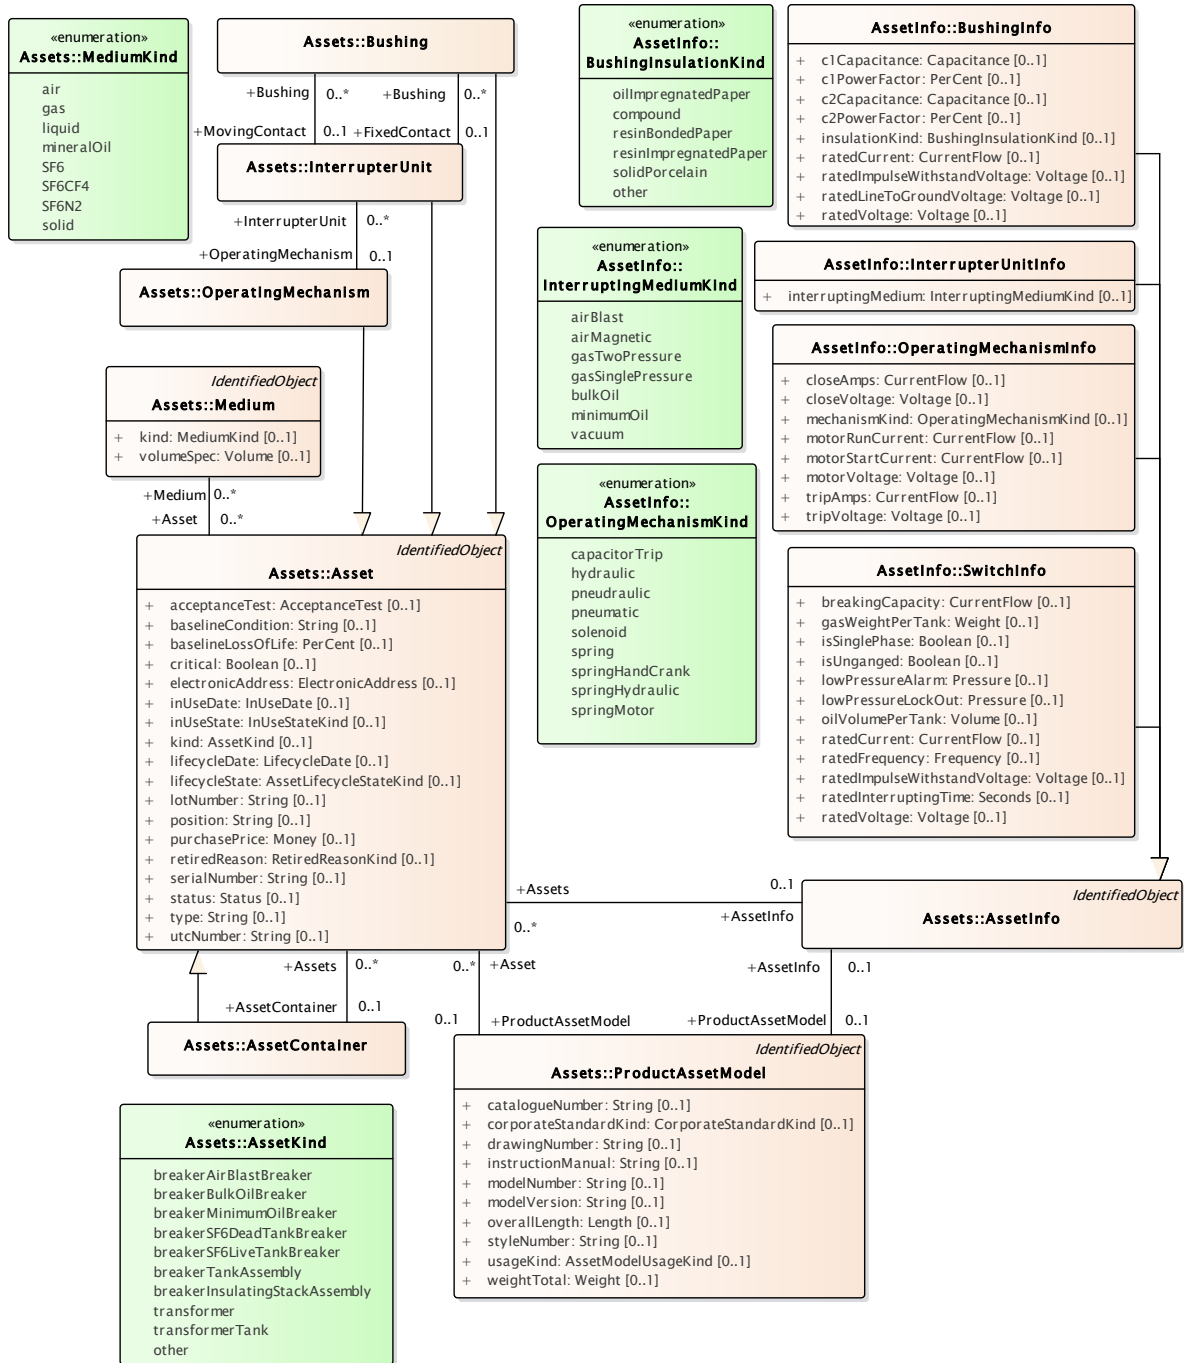 «enumeration»
Assets::MediumKind
air
gas
liquid
mineralOil
SF6
SF6CF4
SF6N2
solid
Assets::Bushing
+Bushing 0..* +Bushing 0..*
+MovingContact 0..1 +FixedContact 0..1
Assets::InterrupterUnit
+InterrupterUnit 0..*
+OperatingMechanism 0..1
Assets::OperatingMechanism
IdentifiedObject
Assets::Medium
+ kind: MediumKind [0..1]
+ volumeSpec: Volume [0..1]
+Medium 0..*
+Asset 0..*
IdentifiedObject
Assets::Asset
+ acceptanceTest: AcceptanceTest [0..1]
+ baselineCondition: String [0..1]
+ baselineLossOfLife: PerCent [0..1]
+ critical: Boolean [0..1]
+ electronicAddress: ElectronicAddress [0..1]
+ inUseDate: InUseDate [0..1]
+ inUseState: InUseStateKind [0..1]
+ kind: AssetKind [0..1]
+ lifecycleDate: LifecycleDate [0..1]
+ lifecycleState: AssetLifecycleStateKind [0..1]
+ lotNumber: String [0..1]
+ position: String [0..1]
+ purchasePrice: Money [0..1]
+ retiredReason: RetiredReasonKind [0..1]
+ serialNumber: String [0..1]
+ status: Status [0..1]
+ type: String [0..1]
+ utcNumber: String [0..1]
«enumeration»
AssetInfo::
BushingInsulationKind
oilImpregnatedPaper
compound
resinBondedPaper
resinImpregnatedPaper
solidPorcelain
other
AssetInfo::BushingInfo
+ c1Capacitance: Capacitance [0..1]
+ c1PowerFactor: PerCent [0..1]
+ c2Capacitance: Capacitance [0..1]
+ c2PowerFactor: PerCent [0..1]
+ insulationKind: BushingInsulationKind [0..1]
+ ratedCurrent: CurrentFlow [0..1]
+ ratedImpulseWithstandVoltage: Voltage [0..1]
+ ratedLineToGroundVoltage: Voltage [0..1]
+ ratedVoltage: Voltage [0..1]
«enumeration»
AssetInfo::
InterruptingMediumKind
airBlast
airMagnetic
gasTwoPressure
gasSinglePressure
bulkOil
minimumOil
vacuum
AssetInfo::InterrupterUnitInfo
+ interruptingMedium: InterruptingMediumKind [0..1]
AssetInfo::OperatingMechanismInfo
+ closeAmps: CurrentFlow [0..1]
+ closeVoltage: Voltage [0..1]
+ mechanismKind: OperatingMechanismKind [0..1]
+ motorRunCurrent: CurrentFlow [0..1]
+ motorStartCurrent: CurrentFlow [0..1]
+ motorVoltage: Voltage [0..1]
+ tripAmps: CurrentFlow [0..1]
+ tripVoltage: Voltage [0..1]
«enumeration»
AssetInfo::
OperatingMechanismKind
capacitorTrip
hydraulic
pneudraulic
pneumatic
solenoid
spring
springHandCrank
springHydraulic
springMotor
AssetInfo::SwitchInfo
+ breakingCapacity: CurrentFlow [0..1]
+ gasWeightPerTank: Weight [0..1]
+ isSinglePhase: Boolean [0..1]
+ isUnganged: Boolean [0..1]
+ lowPressureAlarm: Pressure [0..1]
+ lowPressureLockOut: Pressure [0..1]
+ oilVolumePerTank: Volume [0..1]
+ ratedCurrent: CurrentFlow [0..1]
+ ratedFrequency: Frequency [0..1]
+ ratedImpulseWithstandVoltage: Voltage [0..1]
+ ratedInterruptingTime: Seconds [0..1]
+ ratedVoltage: Voltage [0..1]
+Assets 0..1
0..* +AssetInfo
IdentifiedObject
Assets::AssetInfo
+Assets 0..* 0..* +Asset +AssetInfo 0..1
+AssetContainer 0..1 0..1 +ProductAssetModel +ProductAssetModel 0..1
Assets::AssetContainer
IdentifiedObject
Assets::ProductAssetModel
+ catalogueNumber: String [0..1]
+ corporateStandardKind: CorporateStandardKind [0..1]
+ drawingNumber: String [0..1]
+ instructionManual: String [0..1]
+ modelNumber: String [0..1]
+ modelVersion: String [0..1]
+ overallLength: Length [0..1]
+ styleNumber: String [0..1]
+ usageKind: AssetModelUsageKind [0..1]
+ weightTotal: Weight [0..1]
«enumeration»
Assets::AssetKind
breakerAirBlastBreaker
breakerBulkOilBreaker
breakerMinimumOilBreaker
breakerSF6DeadTankBreaker
breakerSF6LiveTankBreaker
breakerTankAssembly
breakerInsulatingStackAssembly
transformer
transformerTank
other